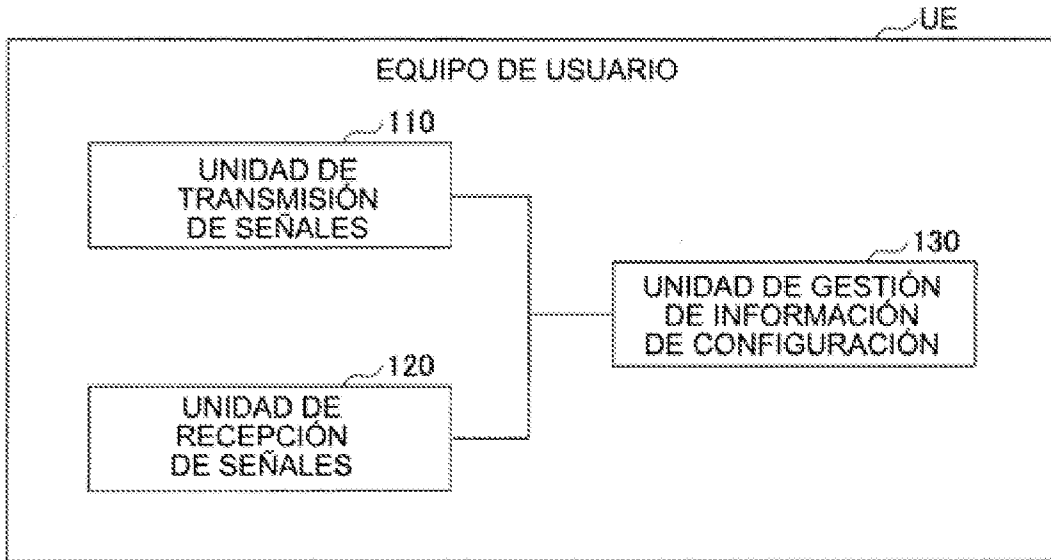 UE
EQUIPO DE USUARIO
110
UNIDAD DE
TRANSMISIÓN
DE SEÑALES
130
UNIDAD DE GESTIÓN
DE INFORMACIÓN
DE CONFIGURACIÓN
120
UNIDAD DE
RECEPCIÓN
DE SEÑALES